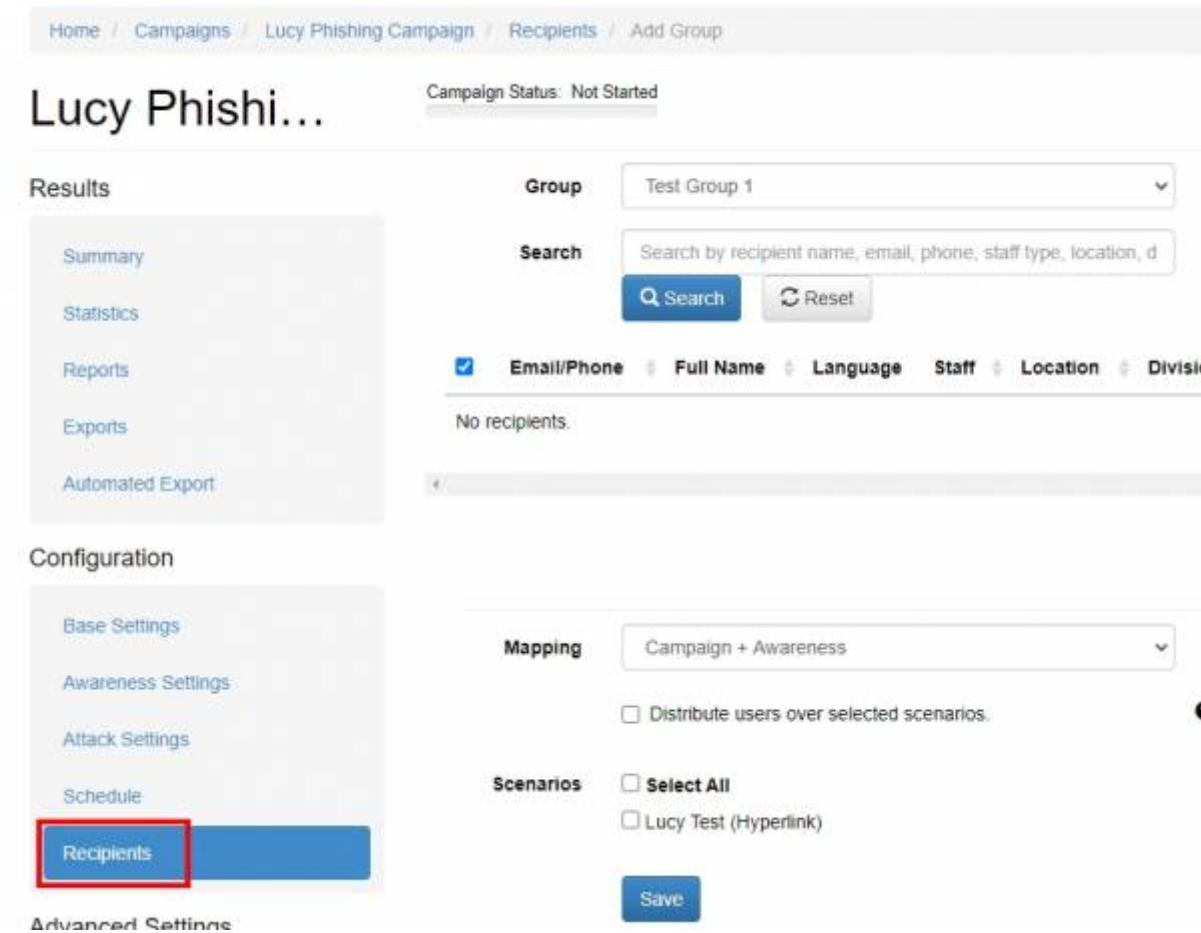 Home / Campaigns / Lucy Phishing Campaign / Recipients / Add Group
Lucy Phishi...
Campaign Status: Not Started
Results
Summary
Statistics
Reports
Exports
Automated Export
Configuration
Base Settings
Awareness Settings
Attack Settings
Schedule
Recipients
Advanced Settings
Group Test Group 1
Search Search by recipient name, email, phone, staff type, location, d
Search Reset
Email/Phone Full Name Language Staff Location Divisi
No recipients.
Mapping Campaign + Awareness
Distribute users over selected scenarios.
Scenarios Select All
Lucy Test (Hyperlink)
Save